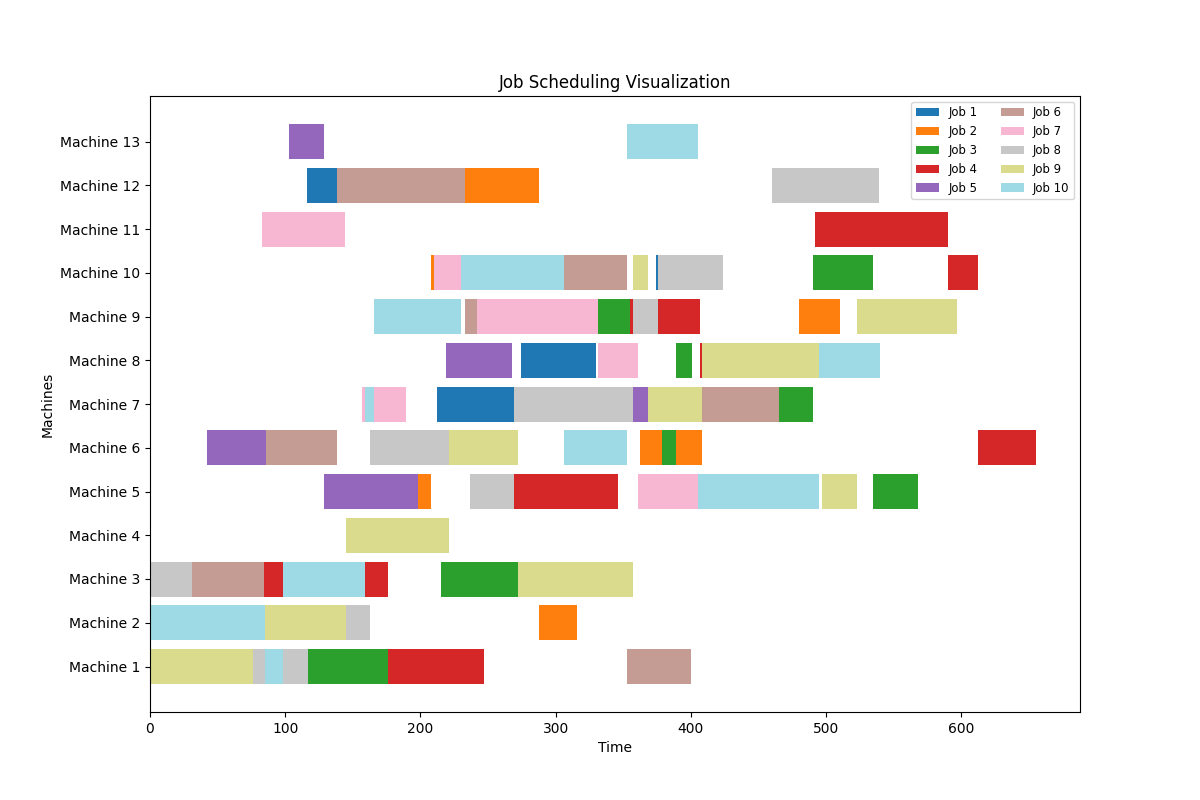 Job Scheduling Visualization
Job 1
Job 2
Job 3
Job 4
Job 5
Job 6
Job 7
Job 8
Job 9
Job 10
Machines
Machine 13
Machine 12
Machine 11
Machine 10
Machine 9
Machine 8
Machine 7
Machine 6
Machine 5
Machine 4
Machine 3
Machine 2
Machine 1
0 100 200 300 400 500 600
Time